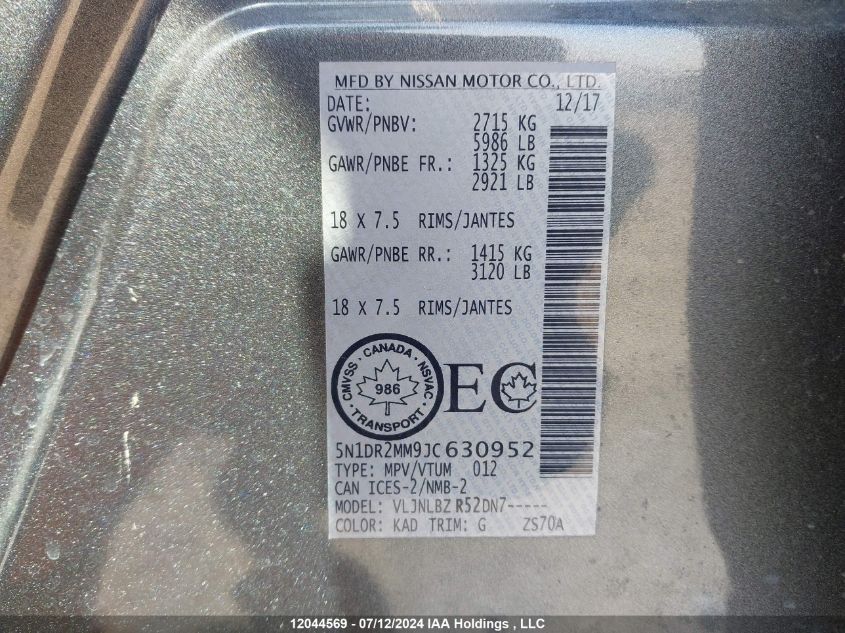 MFD BY NISSAN MOTOR CO., LTD.
DATE: 12/17
GVWR/PNBV: 2715 KG
5986 LB
GAWR/PNBE FR.: 1325 KG
2921 LB
18 X 7.5 RIMS/JANTES
GAWR/PNBE RR.: 1415 KG
3120 LB
18 X 7.5 RIMS/JANTES
CMVSS · CANADA · NSVAC
986
TRANSPORT
EC
5N1DR2MM9JC630952
TYPE: MPV/VTUM 012
CAN ICES-2/NMB-2
MODEL: VLJNLBZ R52DN7-----
COLOR: KAD TRIM: G ZS70A
12044569 - 07/12/2024 IAA Holdings , LLC